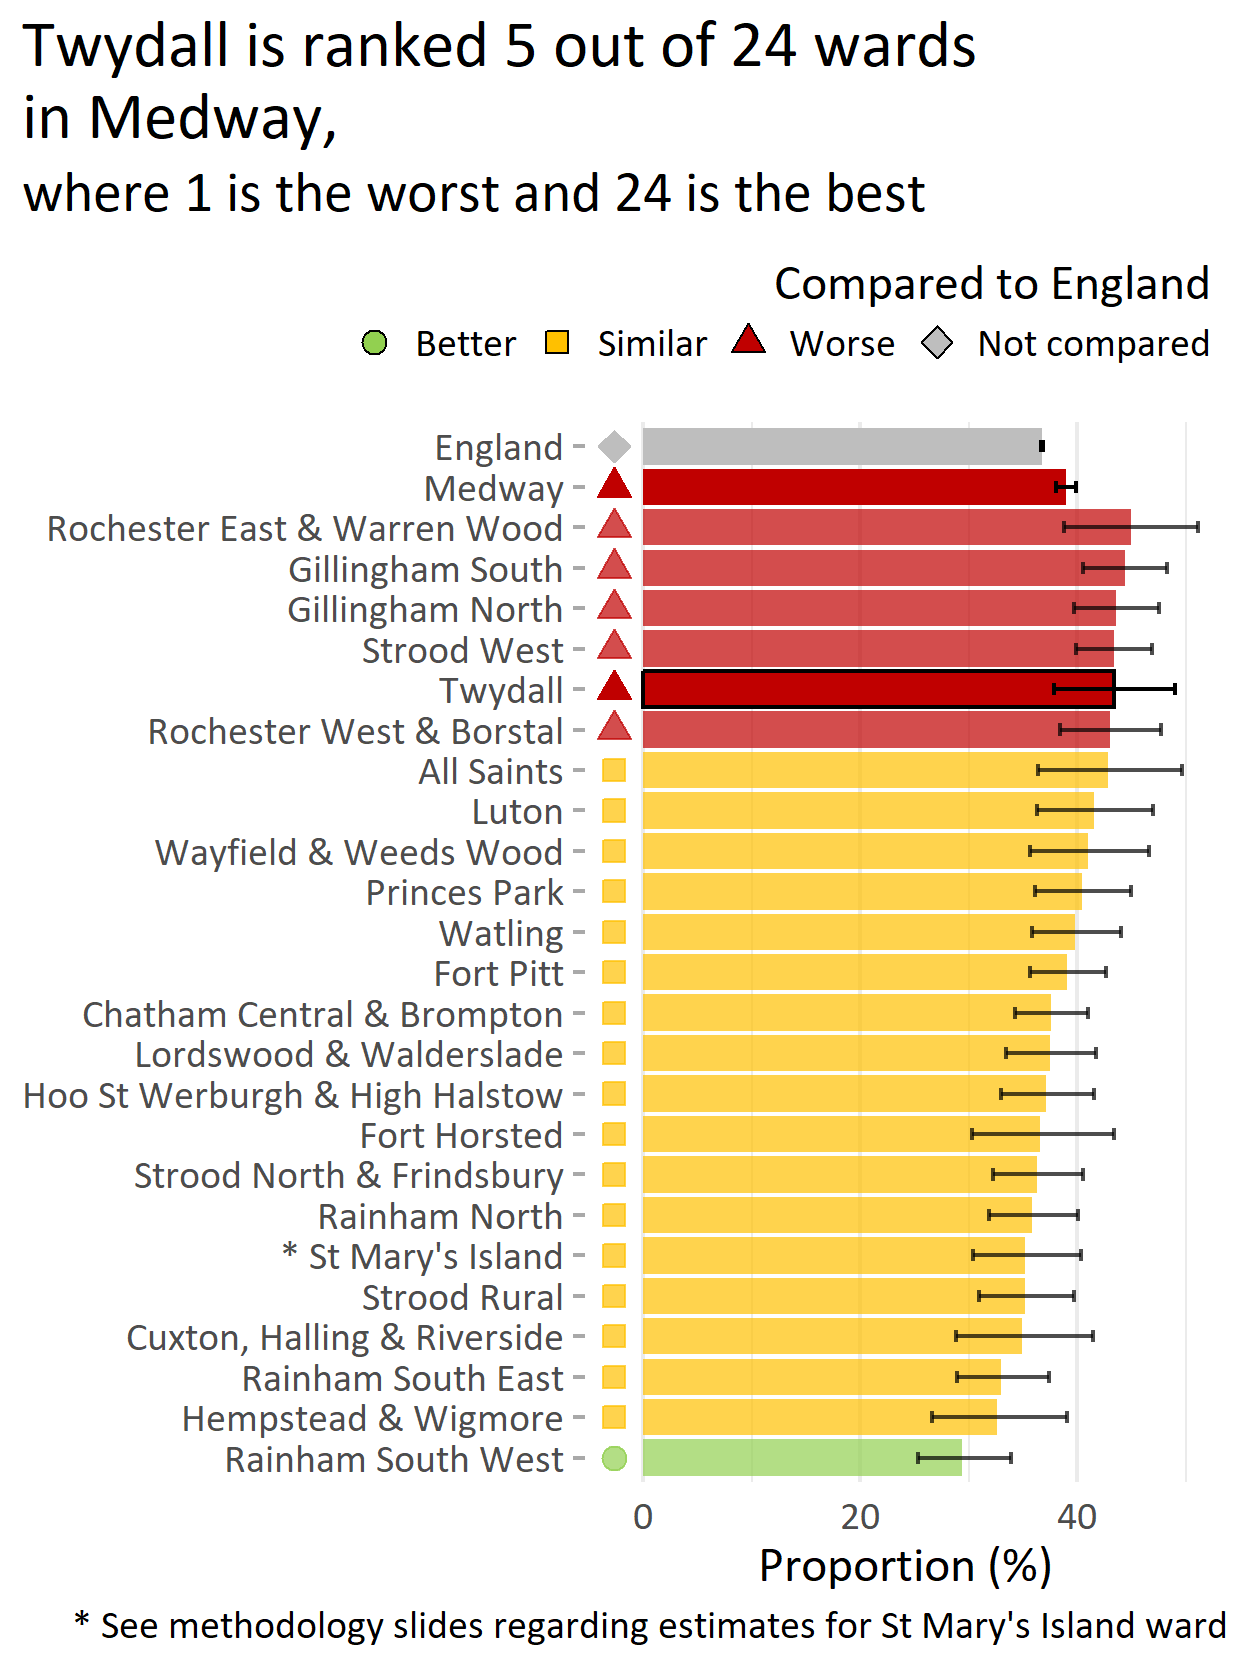 Twydall is ranked 5 out of 24 wards
in Medway,
where 1 is the worst and 24 is the best
Compared to England
Better Similar Worse Not compared
England
Medway
Rochester East & Warren Wood
Gillingham South
Gillingham North
Strood West
Twydall
Rochester West & Borstal
All Saints
Luton
Wayfield & Weeds Wood
Princes Park
Watling
Fort Pitt
Chatham Central & Brompton
Lordswood & Walderslade
Hoo St Werburgh & High Halstow
Fort Horsted
Strood North & Frindsbury
Rainham North
* St Mary's Island
Strood Rural
Cuxton, Halling & Riverside
Rainham South East
Hempstead & Wigmore
Rainham South West
0 20 40
Proportion (%)
* See methodology slides regarding estimates for St Mary's Island ward